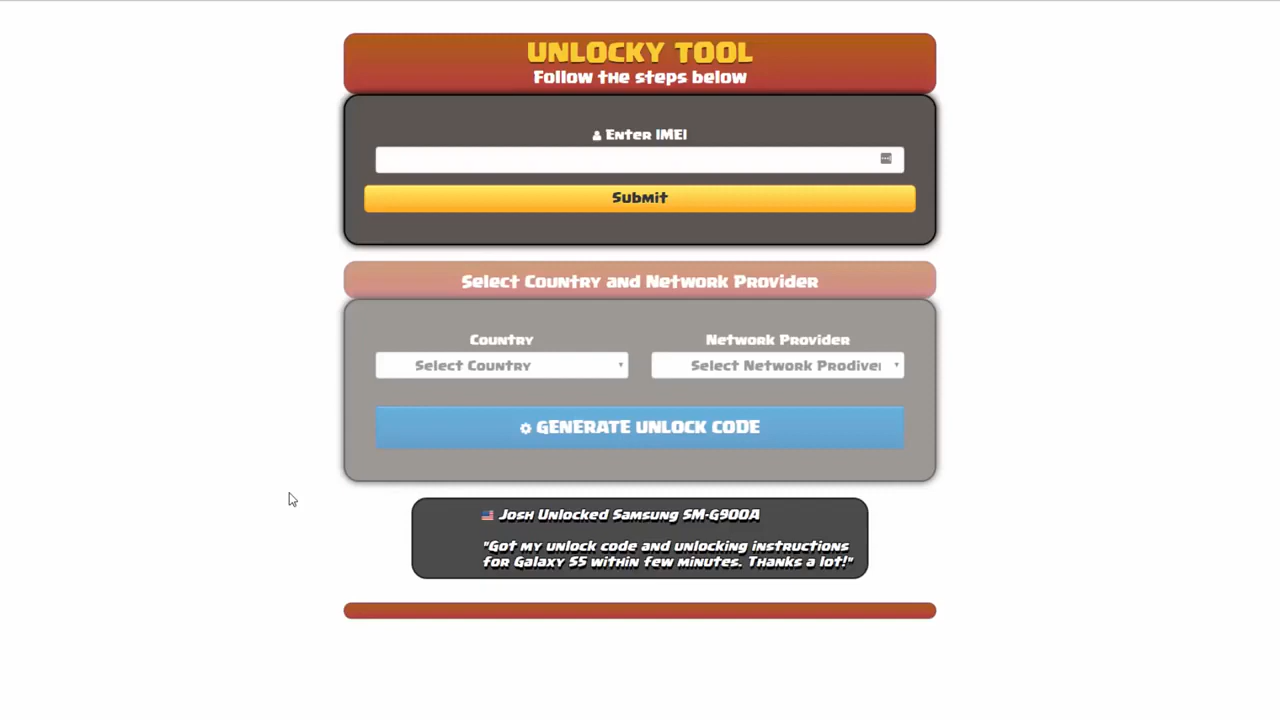 UNLOCKY TOOL
Follow the steps below
Enter IMEI
Submit
Select Country and Network Provider
Country
Network Provider
Select Country
Select Network Prodiver
GENERATE UNLOCK CODE
Josh Unlocked Samsung SM-G900A
"Got my unlock code and unlocking instructions
for Galaxy S5 within few minutes. Thanks a lot!"